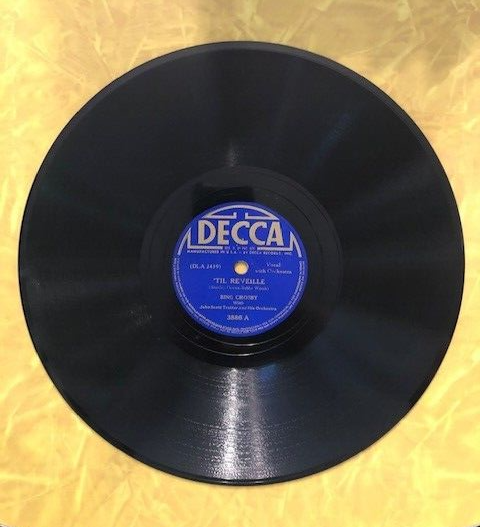 DECCA
MANUFACTURED IN U.S.A. BY DECCA RECORDS, INC.
(DLA 2439) Vocal
with Orchestra
'TIL REVEILLE
BING CROSBY
With
John Scott Trotter and His Orchestra
3886 A